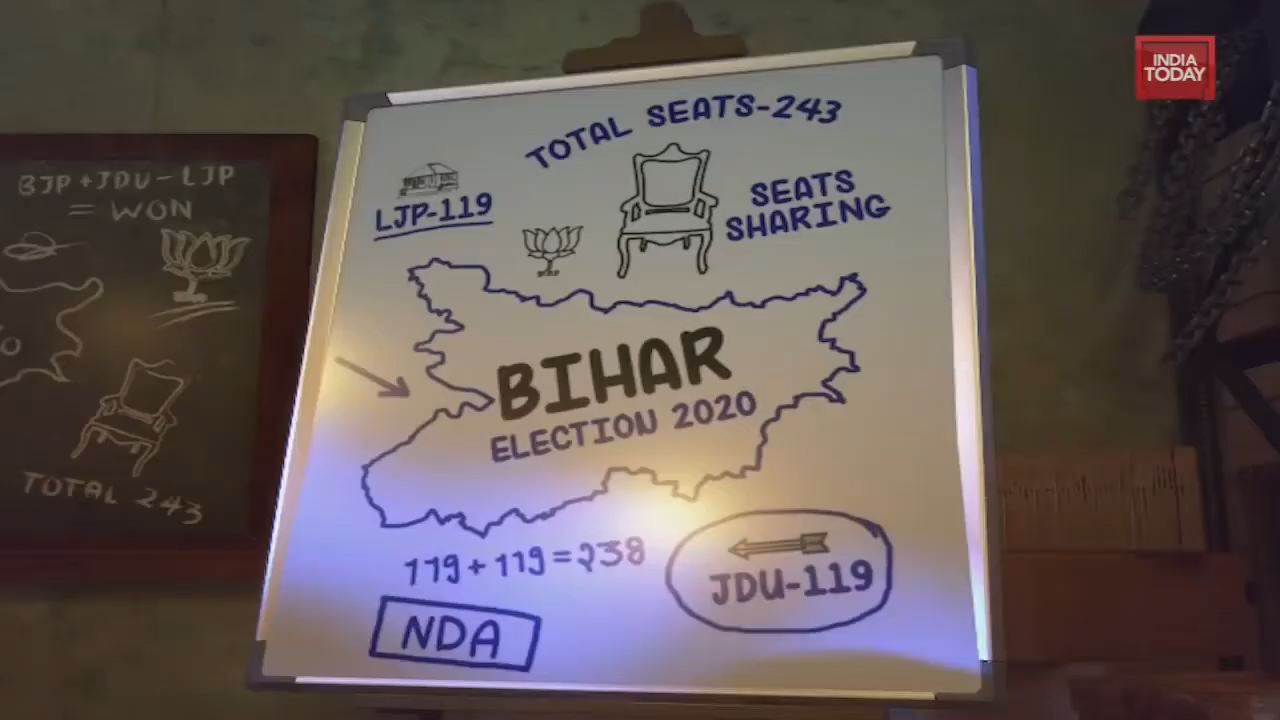 INDIA
TODAY
BJP+JDU-LJP
= WON
TOTAL 243
TOTAL SEATS-243
LJP-119
SEATS
SHARING
BIHAR
ELECTION 2020
119+119=238
JDU-119
NDA